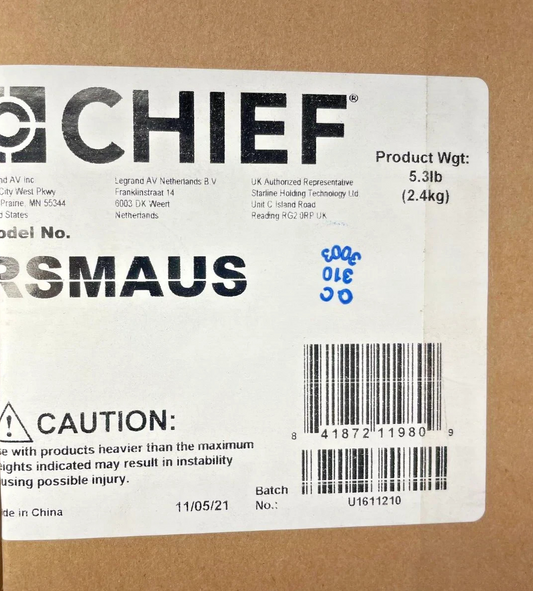 CHIEF®
Product Wgt:
5.3lb
(2.4kg)
nd AV Inc
City West Pkwy
Prairie, MN 55344
d States
Legrand AV Netherlands B.V
Franklinstraat 14
6003 DK Weert
Netherlands
UK Authorized Representative
Starline Holding Technology Ltd
Unit C Island Road
Reading RG2 0RP UK
odel No.
RSMAUS
QC
310
2003
8 41872 11980 9
CAUTION:
se with products heavier than the maximum
eights indicated may result in instability
using possible injury.
de in China
11/05/21
Batch
No.:
U1611210